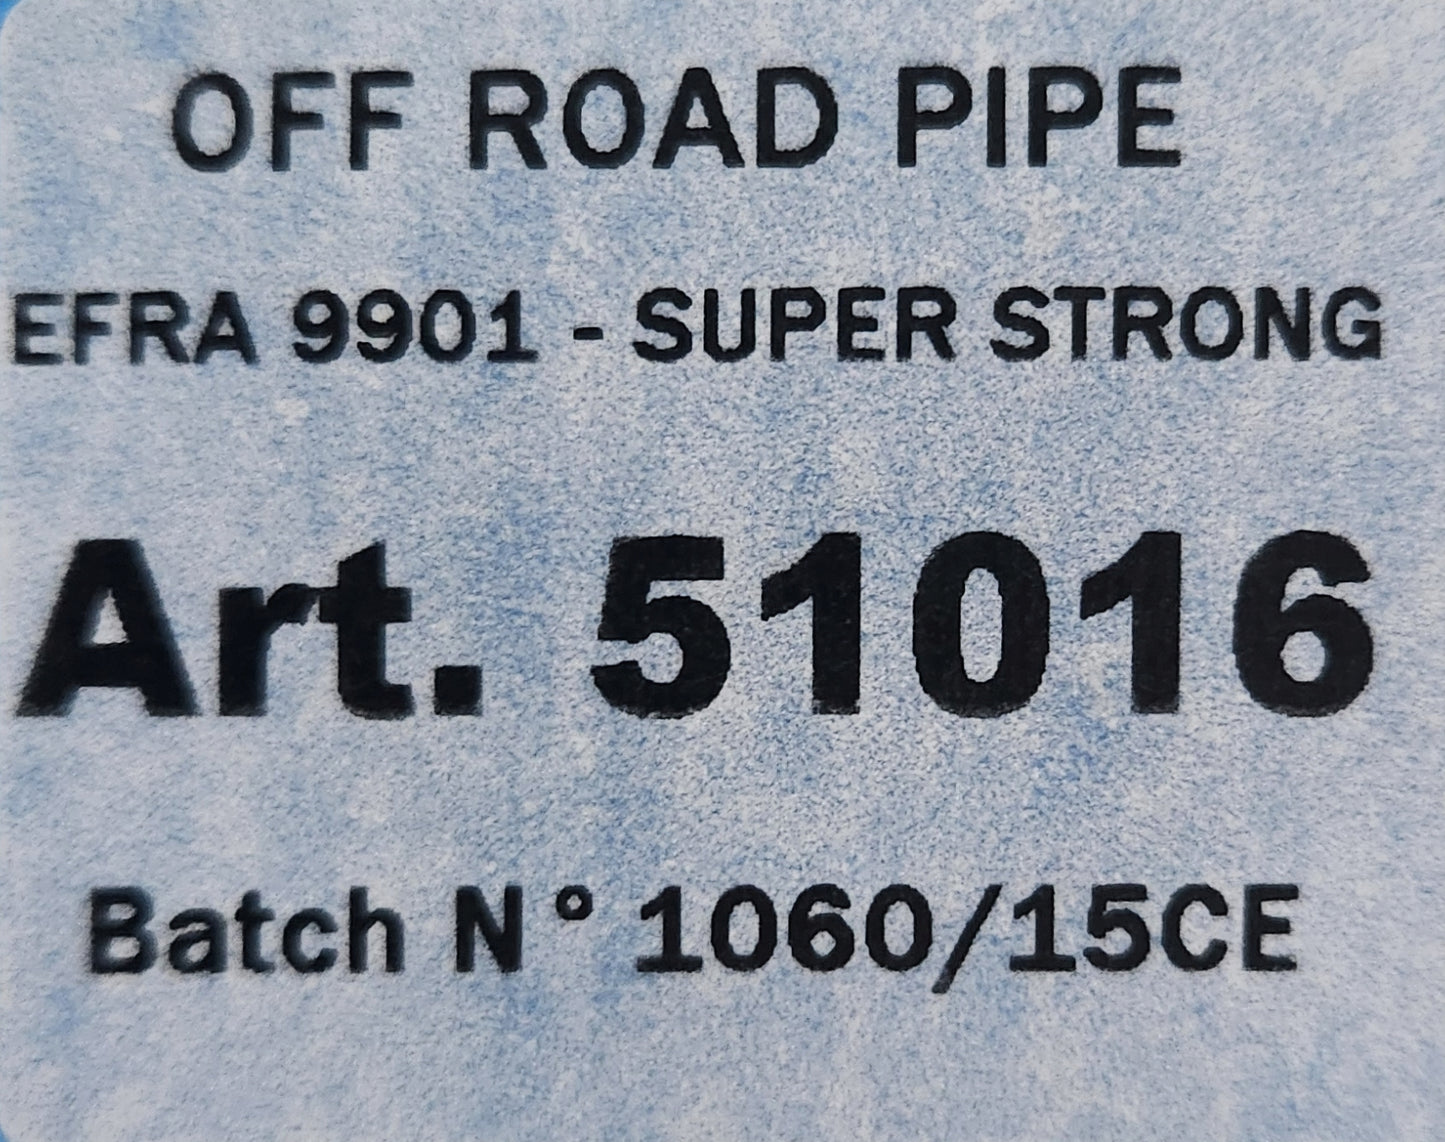 OFF ROAD PIPE
EFRA 9901 - SUPER STRONG
Art. 51016
Batch N° 1060/15CE